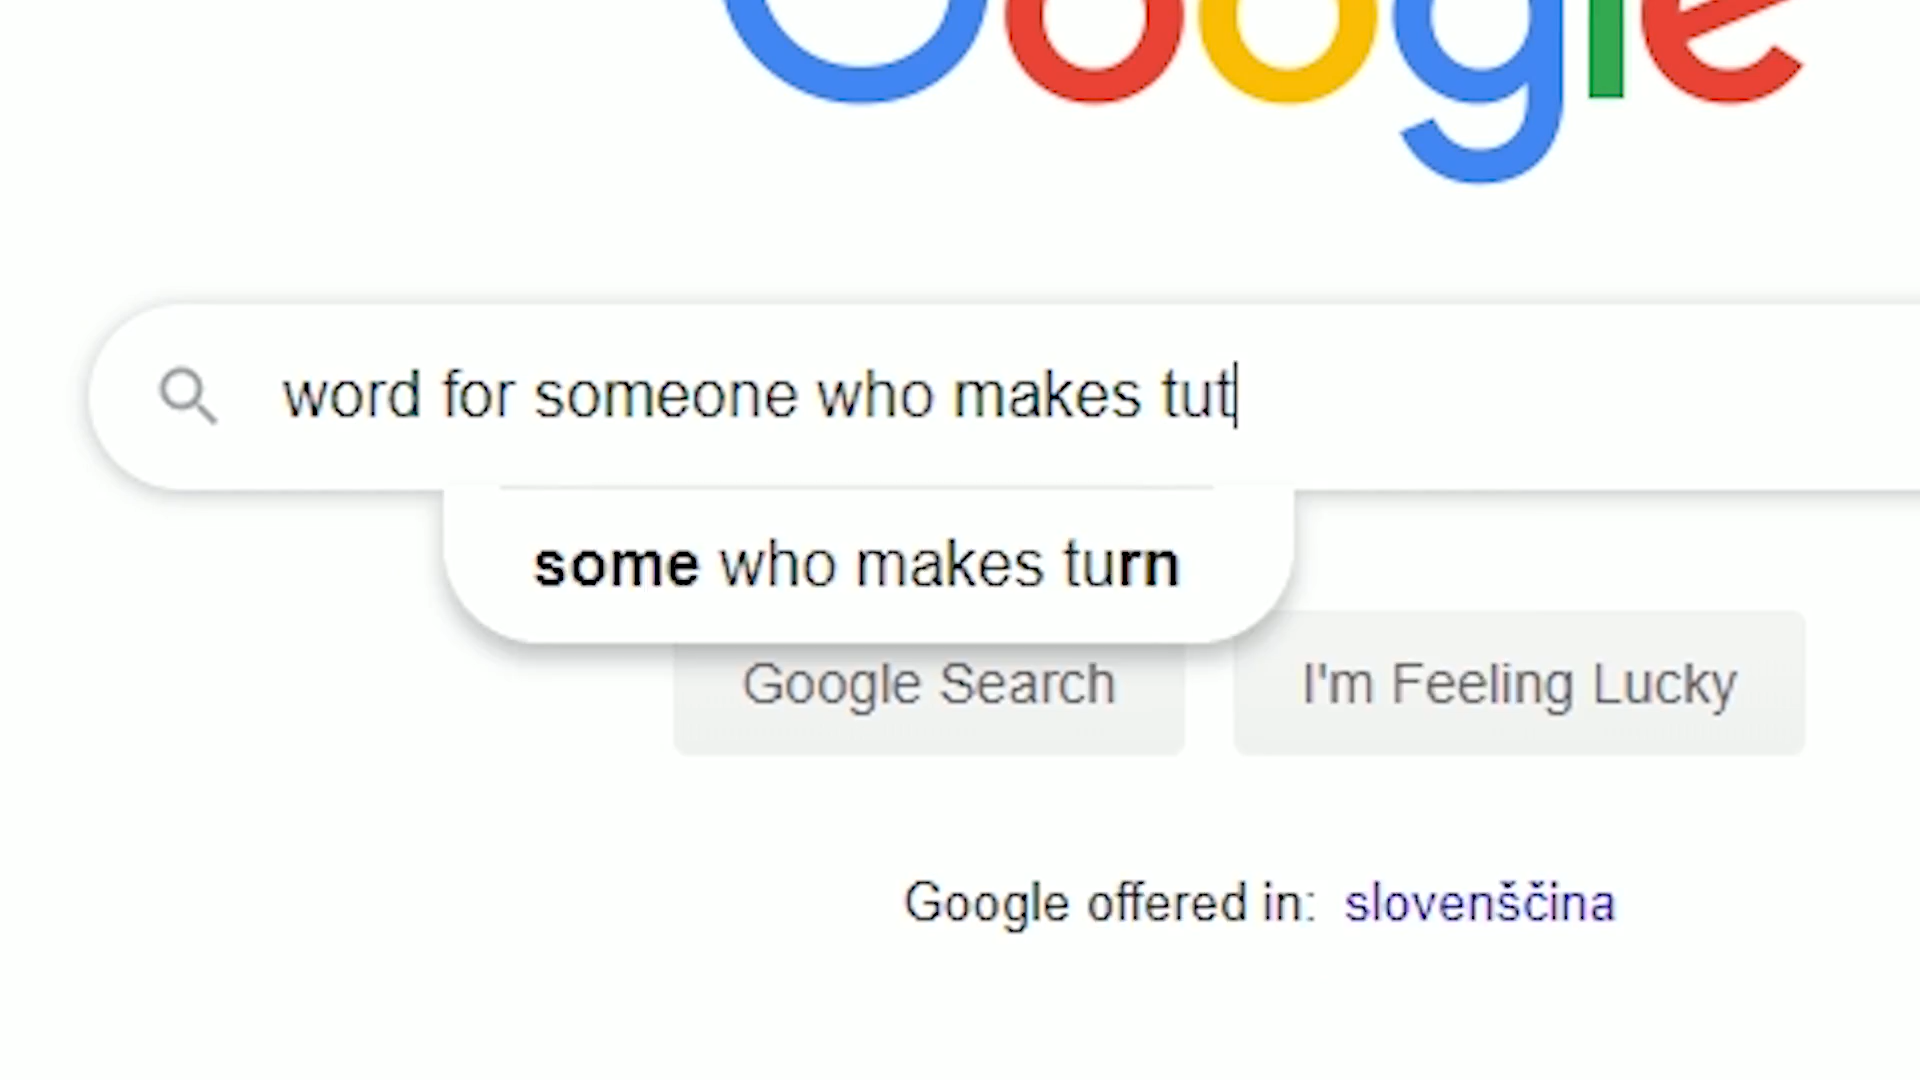 Google
word for someone who makes tut
some who makes turn
Google Search
I'm Feeling Lucky
Google offered in: slovenščina